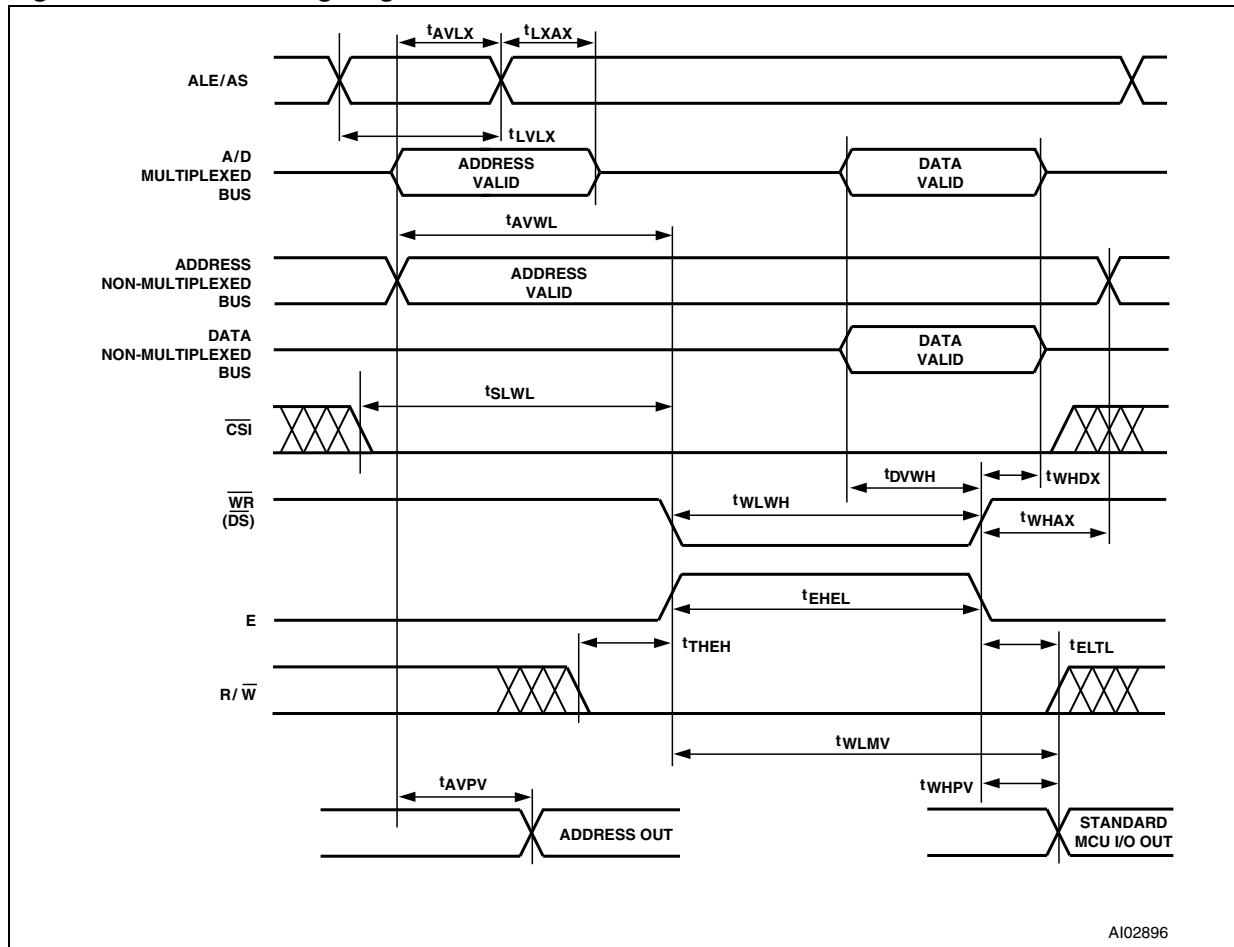 tAVLX tLXAX
ALE/AS
tLVLX
A/D
MULTIPLEXED
BUS
ADDRESS
VALID
DATA
VALID
tAVWL
ADDRESS
NON-MULTIPLEXED
BUS
ADDRESS
VALID
DATA
NON-MULTIPLEXED
BUS
DATA
VALID
tSLWL
CSI
tDVWH tWHDX
WR
(DS)
tWLWH
tWHAX
E
tEHEL
tTHEH
tELTL
R/W
tWLMV
tAVPV
tWHPV
ADDRESS OUT
STANDARD
MCU I/O OUT
AI02896